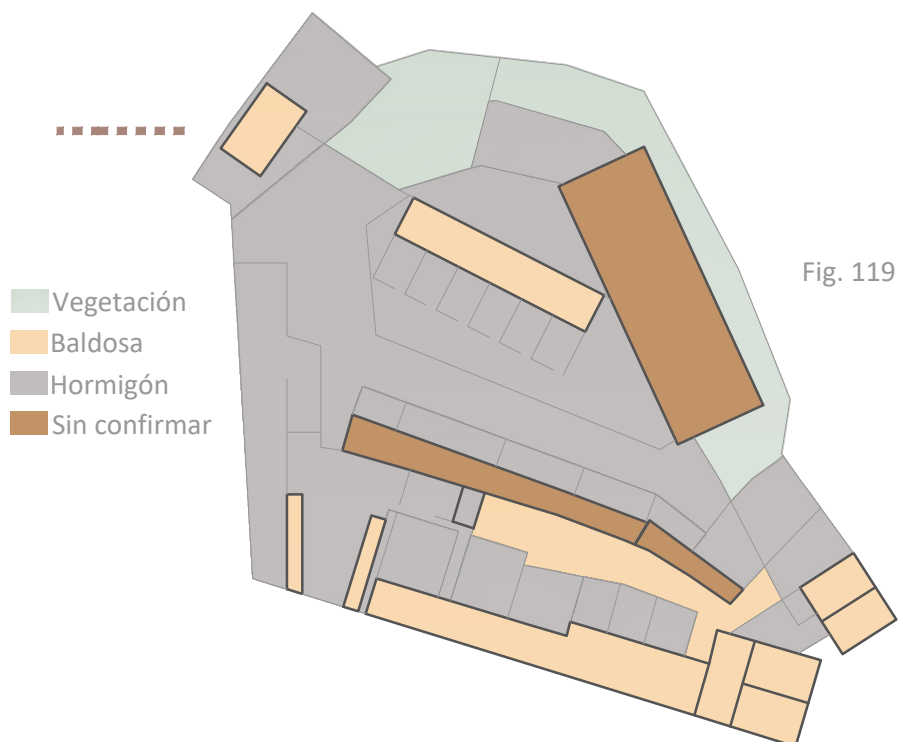 Fig. 119
Vegetación
Baldosa
Hormigón
Sin confirmar